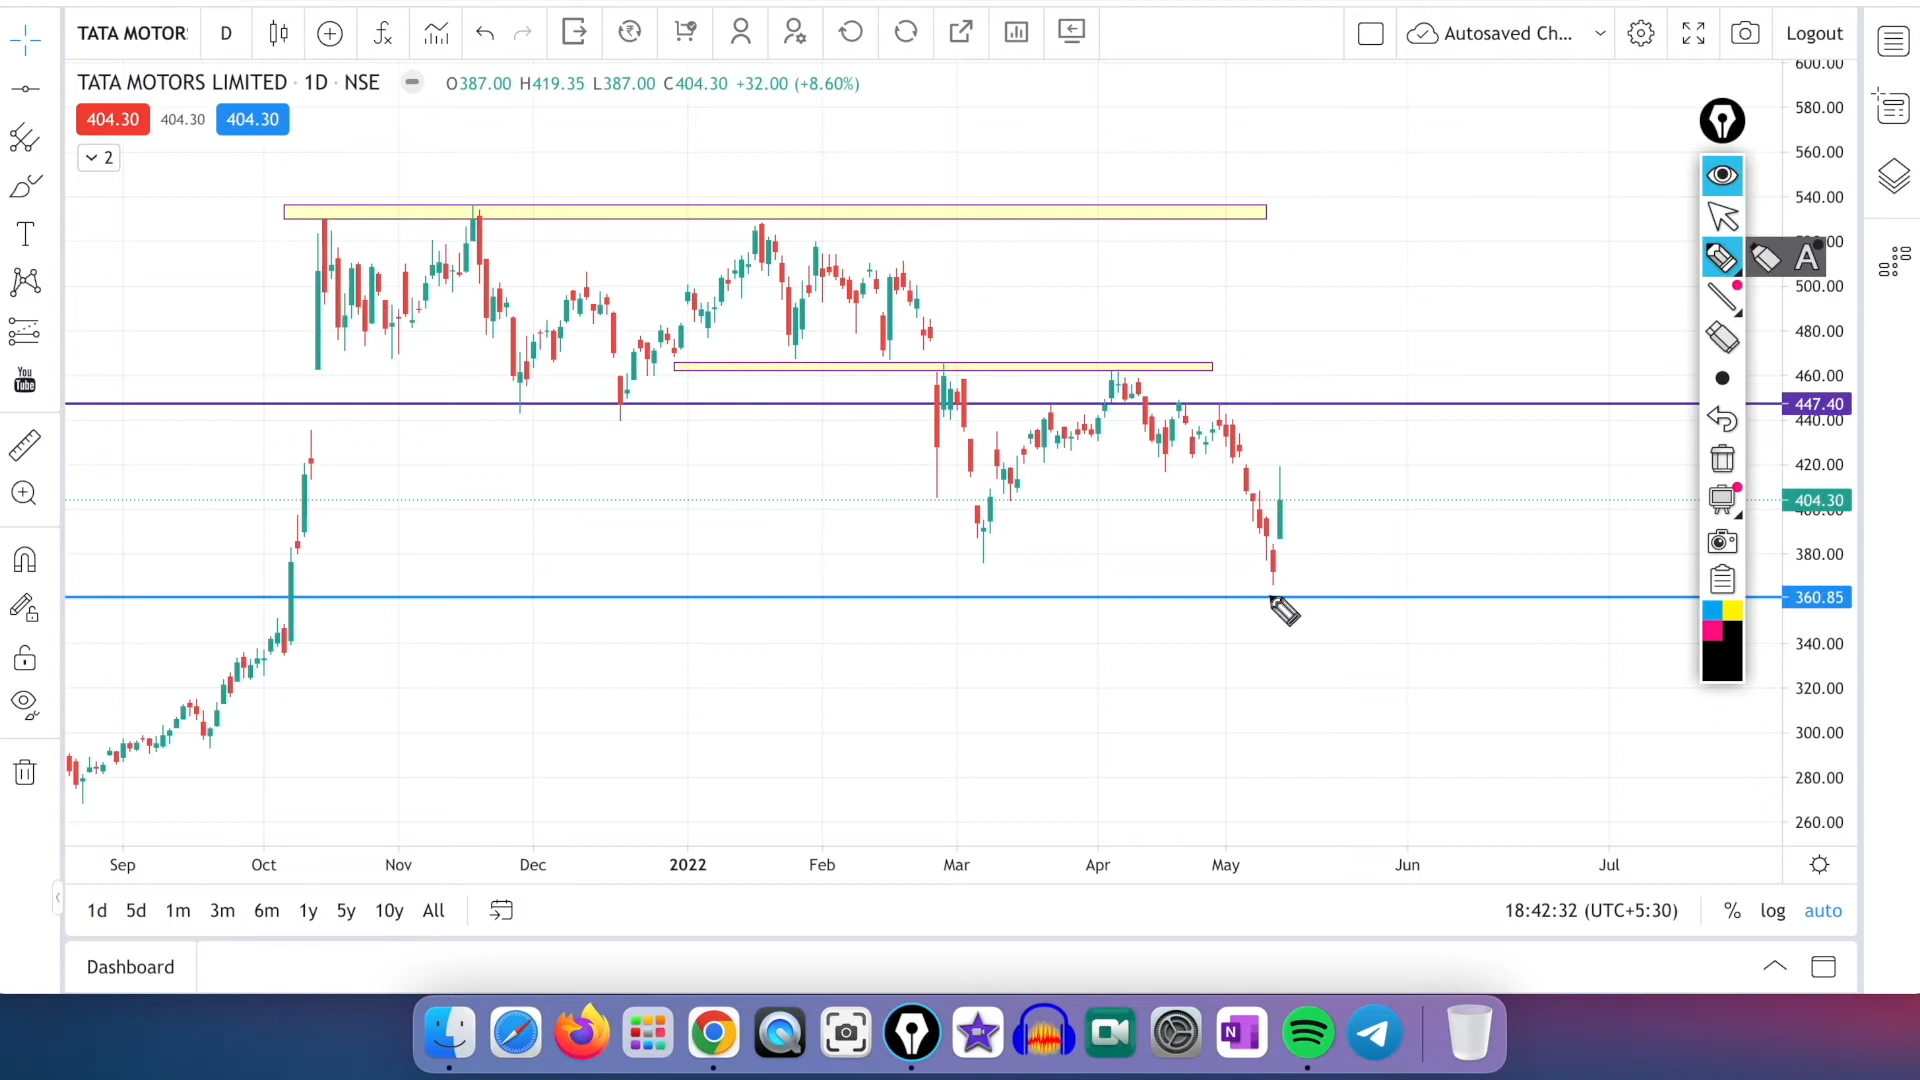 TATA MOTOR: D Autosaved Ch... Logout
TATA MOTORS LIMITED · 1D · NSE O387.00 H419.35 L387.00 C404.30 +32.00 (+8.60%)
404.30 404.30 404.30
2
600.00
580.00
560.00
540.00
500.00
480.00
460.00
447.40
440.00
420.00
404.30
400.00
380.00
360.85
340.00
320.00
300.00
280.00
260.00
T
You
Tube
A
N
Sep Oct Nov Dec 2022 Feb Mar Apr May Jun Jul
1d 5d 1m 3m 6m 1y 5y 10y All 18:42:32 (UTC+5:30) % log auto
Dashboard